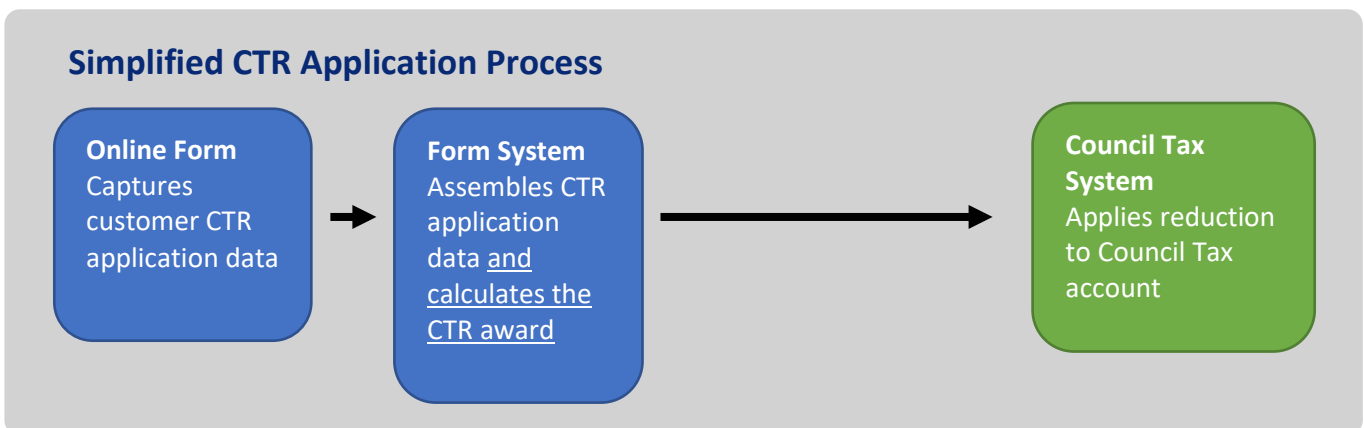 Simplified CTR Application Process
Online Form
Captures
customer CTR
application data
Form System
Assembles CTR
application
data and
calculates the
CTR award
Council Tax
System
Applies reduction
to Council Tax
account